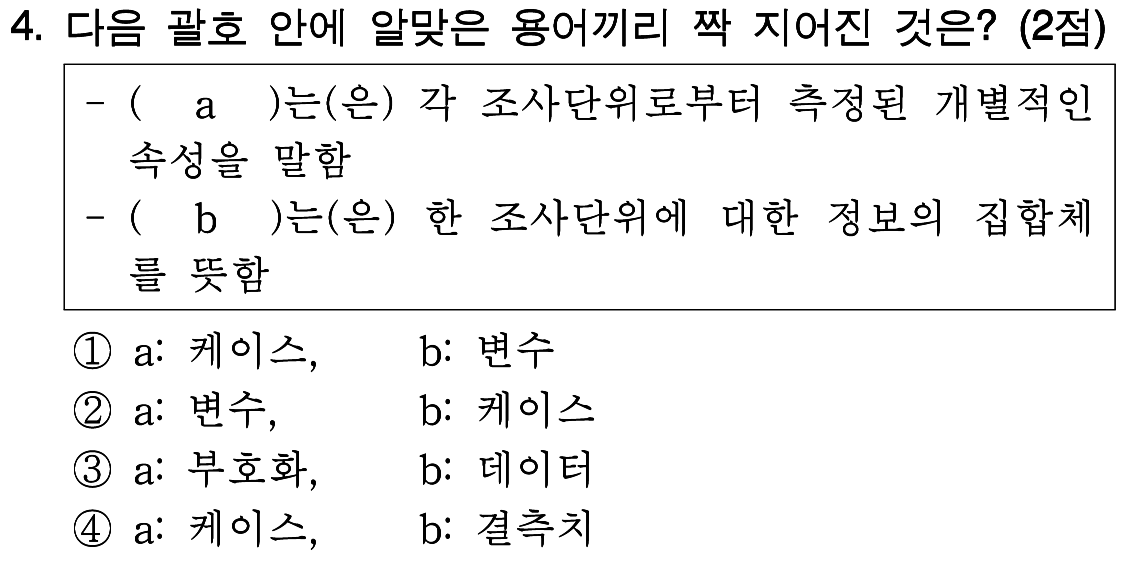 4. 다음 괄호 안에 알맞은 용어끼리 짝 지어진 것은? (2점)
- ( a )는(은) 각 조사단위로부터 측정된 개별적인
속성을 말함
- ( b )는(은) 한 조사단위에 대한 정보의 집합체
를 뜻함
① a: 케이스, b: 변수
② a: 변수, b: 케이스
③ a: 부호화, b: 데이터
④ a: 케이스, b: 결측치